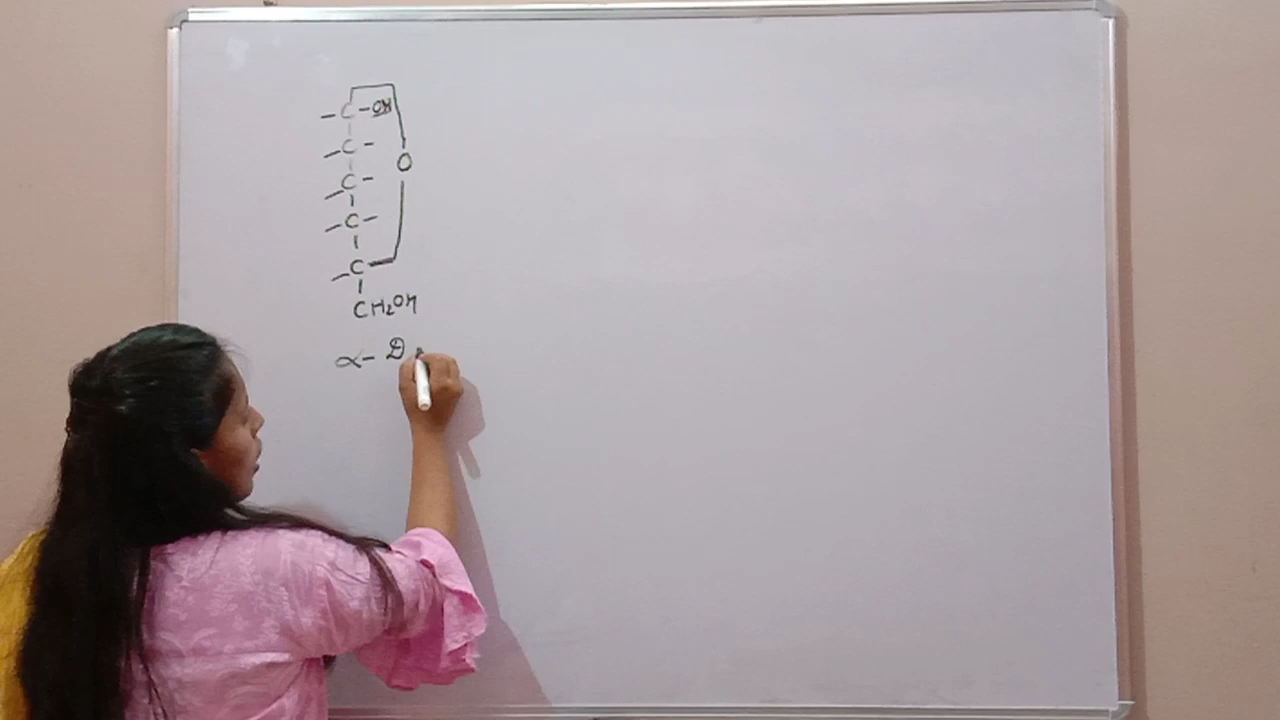 - C - OH
- C -
- C - O
- C -
- C
CH2OH
α- D